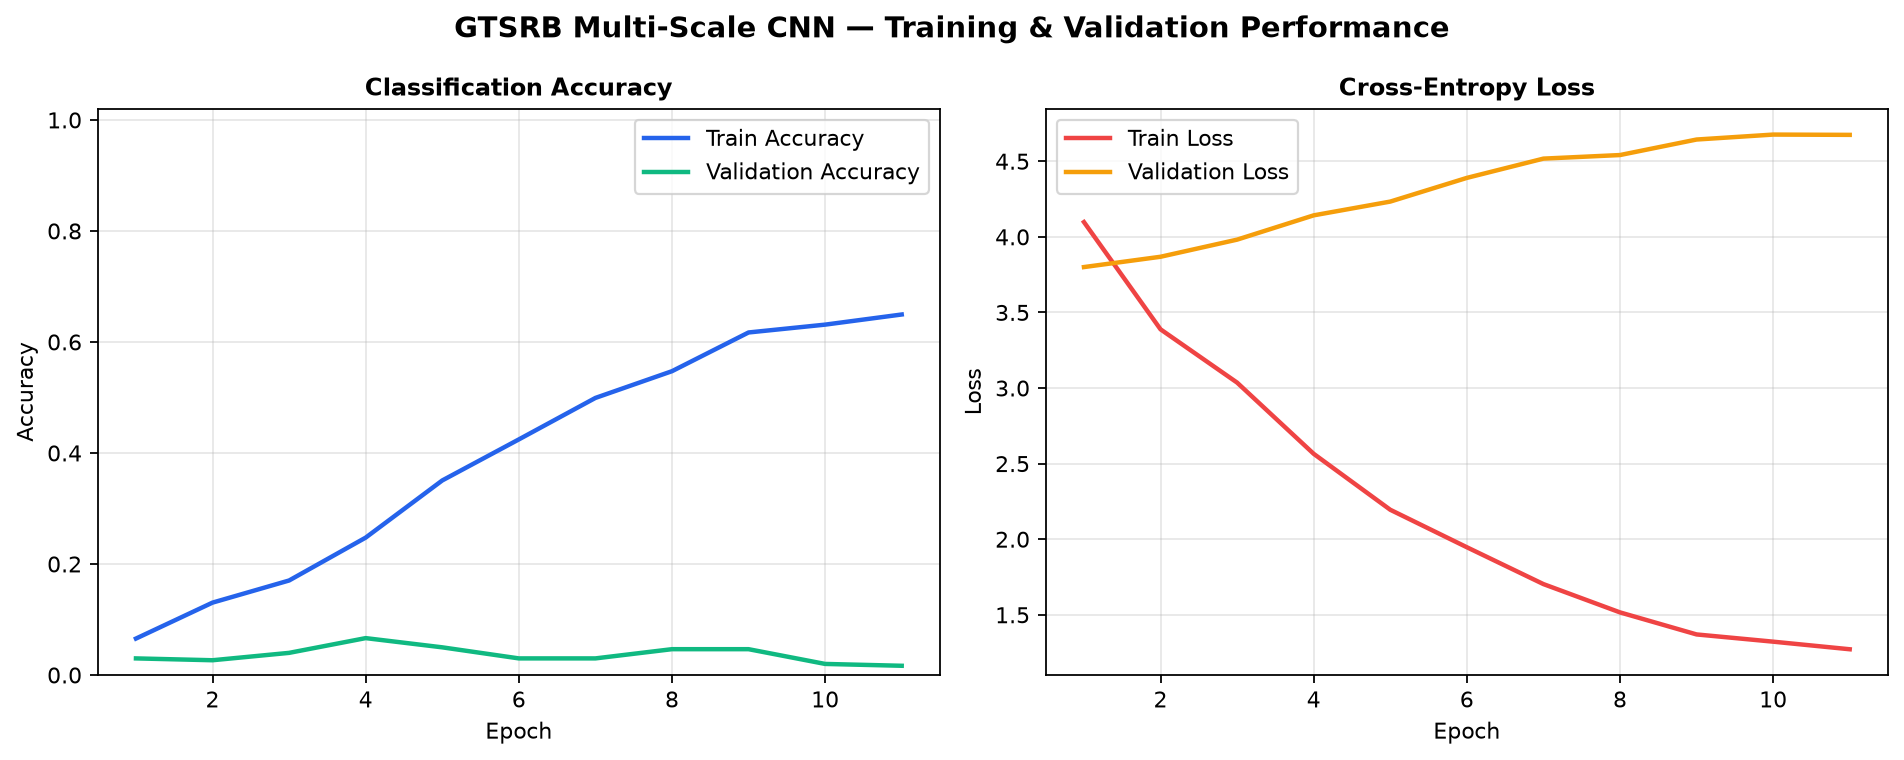 GTSRB Multi-Scale CNN — Training & Validation Performance
Classification Accuracy
1.0
0.8
0.6
0.4
0.2
0.0
Accuracy
Train Accuracy
Validation Accuracy
2 4 6 8 10
Epoch
Cross-Entropy Loss
4.5
4.0
3.5
3.0
2.5
2.0
1.5
Loss
Train Loss
Validation Loss
2 4 6 8 10
Epoch